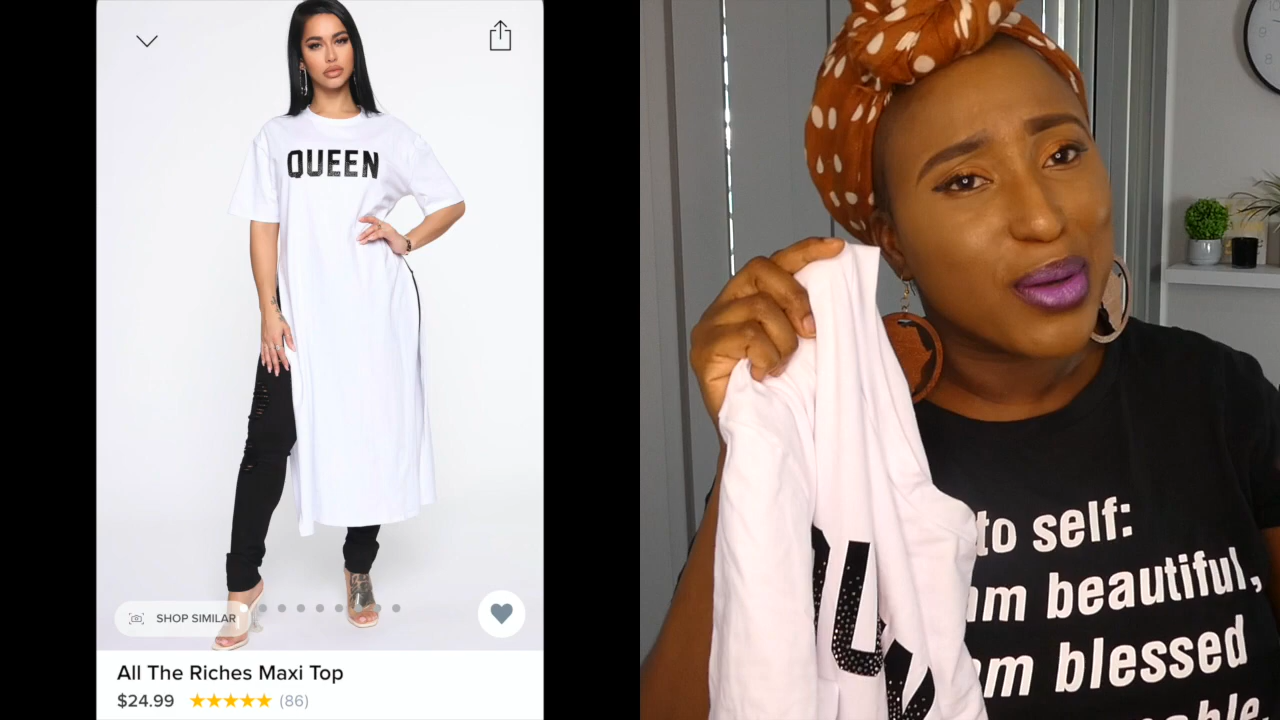 QUEEN
SHOP SIMILAR
All The Riches Maxi Top
$24.99 ★★★★★ (86)
to self:
am beautiful,
am blessed